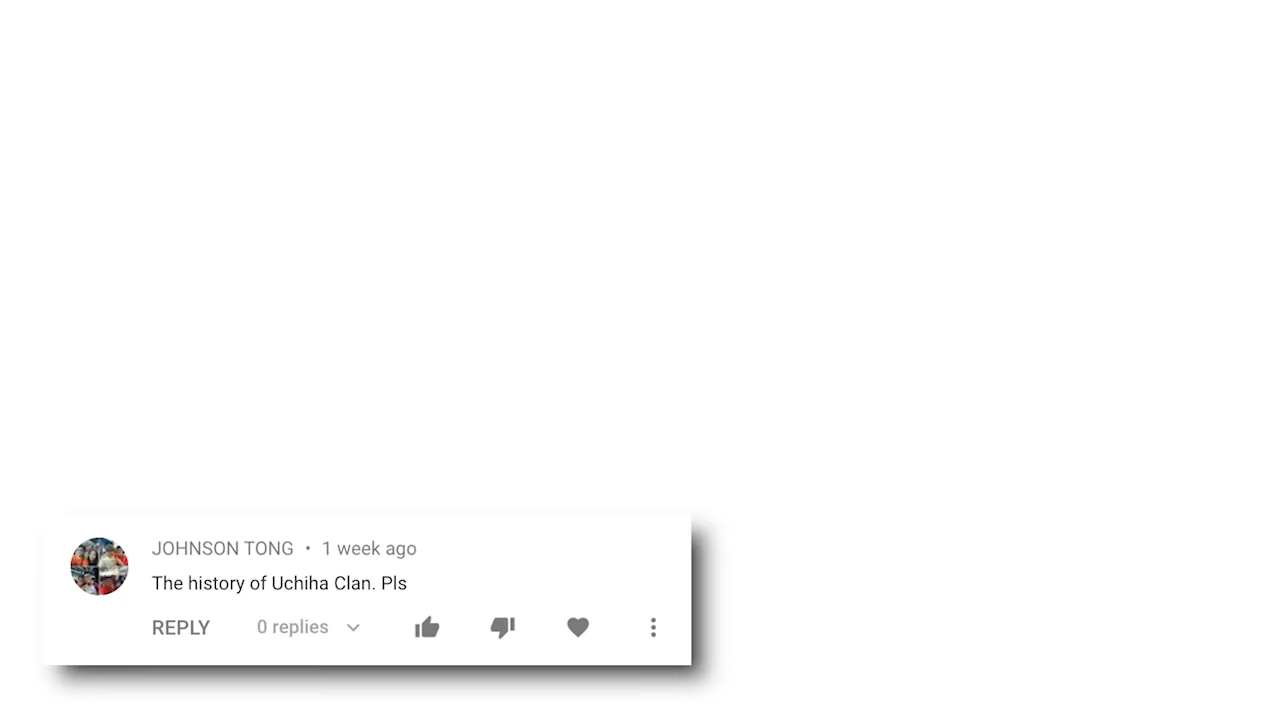 JOHNSON TONG • 1 week ago
The history of Uchiha Clan. Pls
REPLY 0 replies